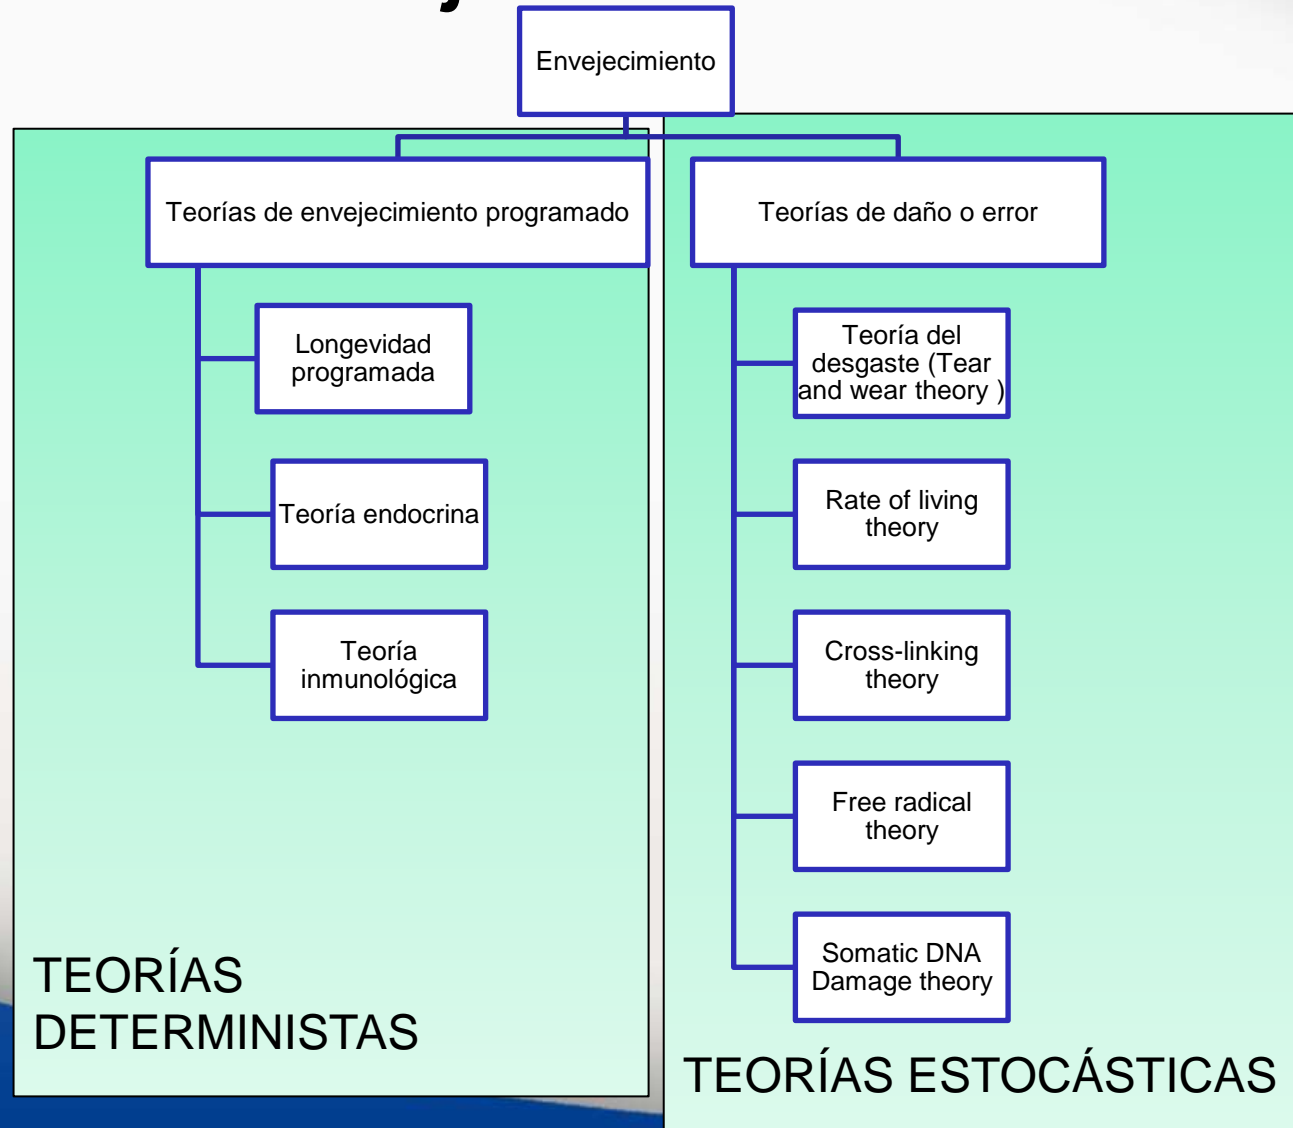 Envejecimiento
Teorías de envejecimiento programado
Longevidad
programada
Teoría endocrina
Teoría
inmunológica
TEORÍAS
DETERMINISTAS
Teorías de daño o error
Teoría del
desgaste (Tear
and wear theory )
Rate of living
theory
Cross-linking
theory
Free radical
theory
Somatic DNA
Damage theory
TEORÍAS ESTOCÁSTICAS